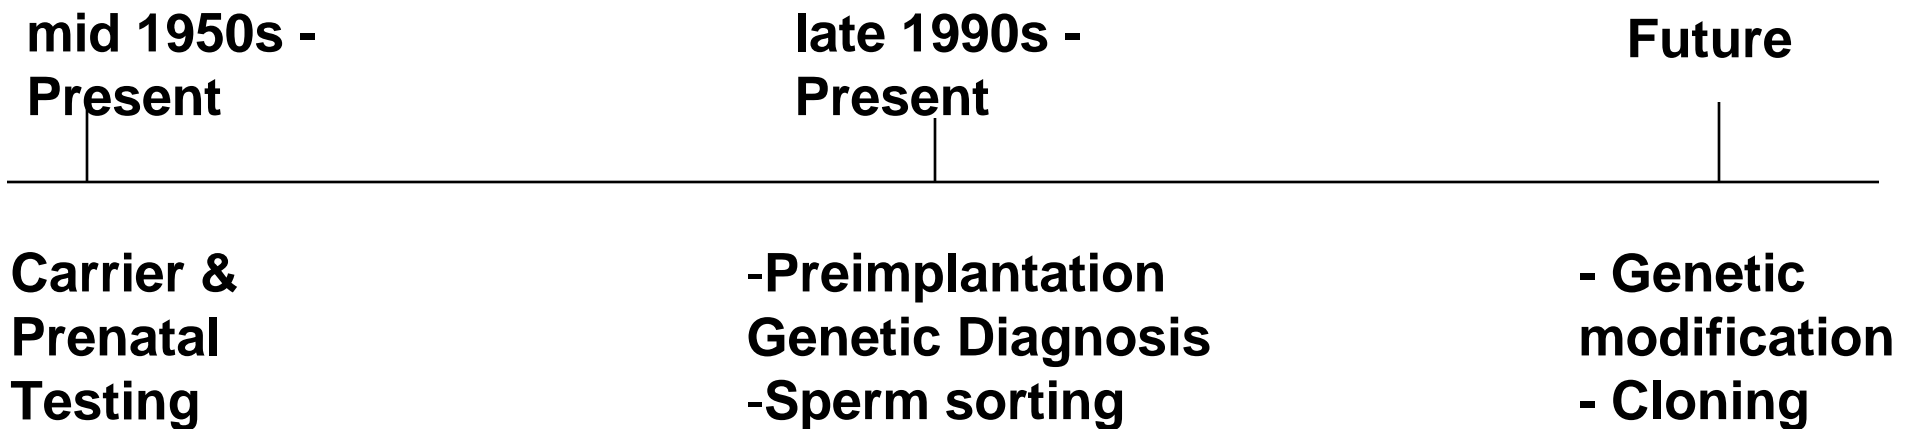 mid 1950s -
Present
late 1990s -
Present
Future
Carrier &
Prenatal
Testing
-Preimplantation
Genetic Diagnosis
-Sperm sorting
- Genetic
modification
- Cloning